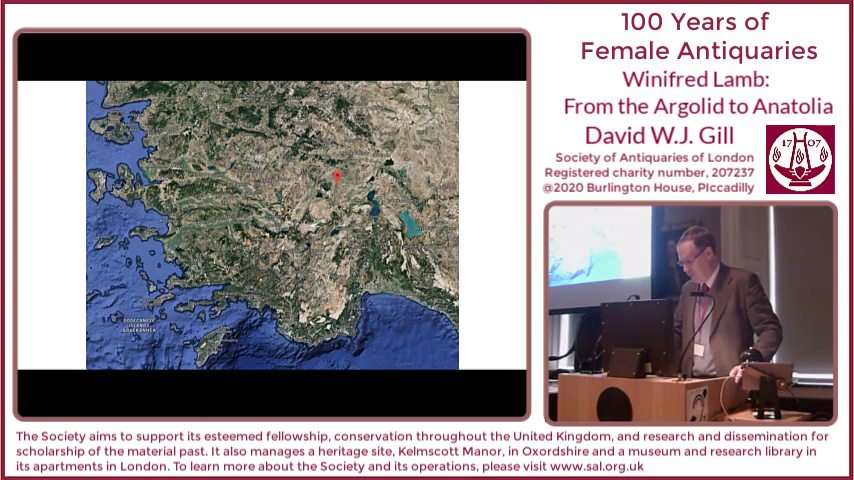 100 Years of
Female Antiquaries
Winifred Lamb:
From the Argolid to Anatolia
David W.J. Gill
Society of Antiquaries of London
Registered charity number, 207237
@2020 Burlington House, PIccadilly
17 07
DODECANESE
ISLANDS
The Society aims to support its esteemed fellowship, conservation throughout the United Kingdom, and research and dissemination for
scholarship of the material past. It also manages a heritage site, Kelmscott Manor, in Oxordshire and a museum and research library in
its apartments in London. To learn more about the Society and its operations, please visit www.sal.org.uk